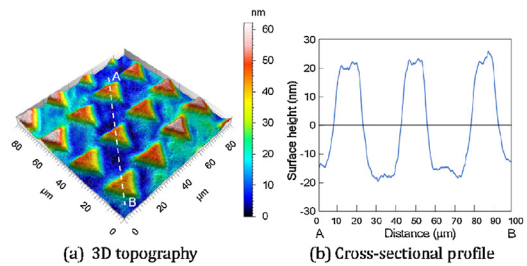 nm
60
50
40
30
20
10
0
A
B
80
60
40
20
0
μm
0
20
40
60
80
μm
(a) 3D topography
Surface height (nm)
30
20
10
0
-10
-20
-30
0 10 20 30 40 50 60 70 80 90 100
A Distance (μm) B
(b) Cross-sectional profile